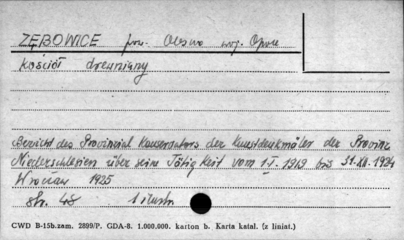 ZĘBOWICE pow. Olesno woj. Opole
kościół drewniany
Bericht des Provinzial Konservators der Kunstdenkmäler der Provinz
Niederschlesien über seine Tätigkeit vom 1.I. 1919 bis 31.XII. 1924
Wrocław 1925
str. 48 1 ilustr.
CWD B-15b.zam. 2899/P. GDA-8. 1.000.000. karton b. Karta katal. (z liniat.)